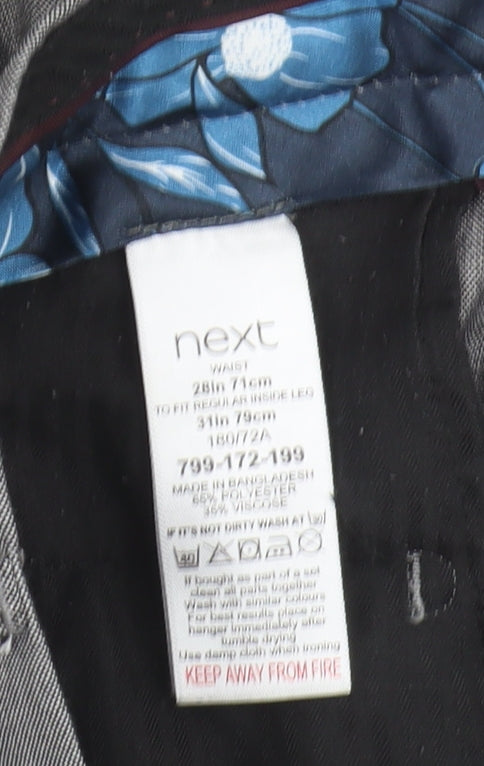 next
WAIST
28In 71cm
TO FIT REGULAR INSIDE LEG
31In 79cm
180/72A
799-172-199
MADE IN BANGLADESH
65% POLYESTER
35% VISCOSE
IF IT'S NOT DIRTY WASH AT 30
40
If bought as part of a set
clean all parts together
Wash with similar colours
For best results place on
hanger immediately after
tumble drying
Use damp cloth when ironing
KEEP AWAY FROM FIRE